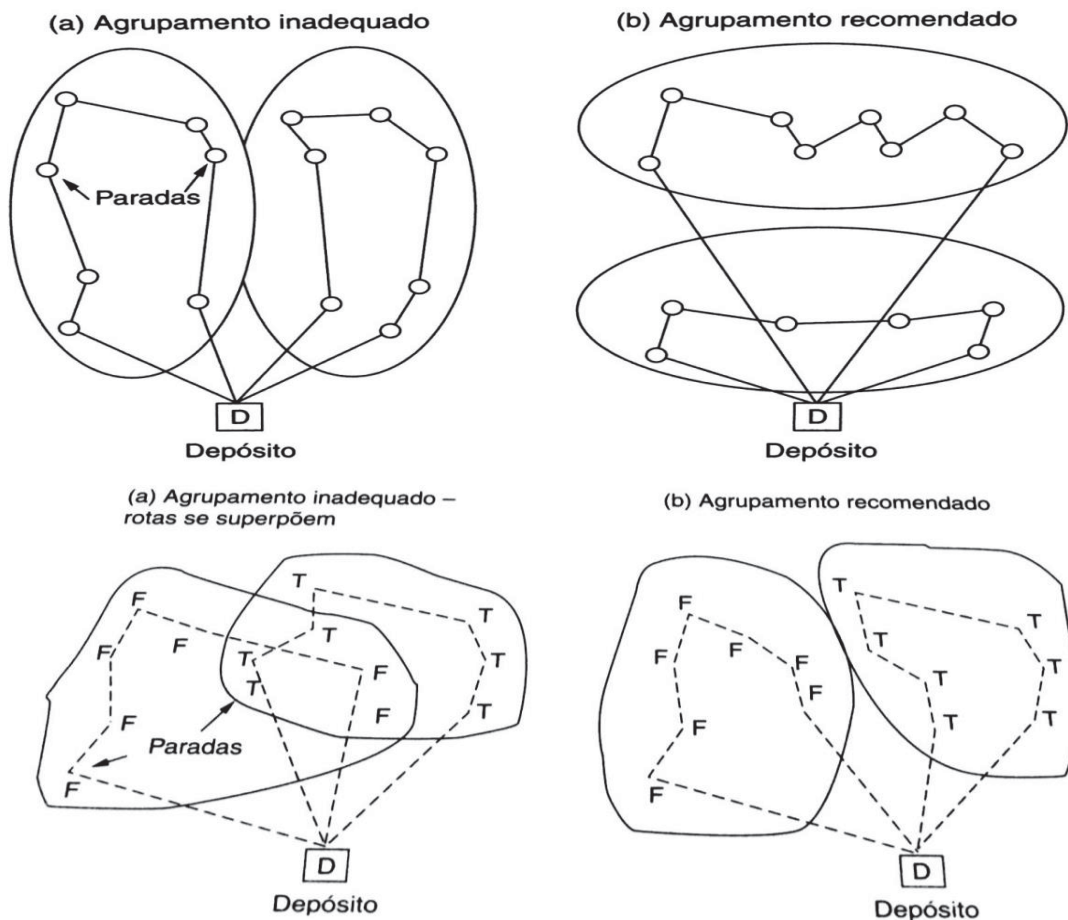 (a) Agrupamento inadequado
Paradas
D
Depósito
(b) Agrupamento recomendado
D
Depósito
(a) Agrupamento inadequado –
rotas se superpõem
T
F
T
T
F
F
T
T
F
T
F
F
T
Paradas
F
D
Depósito
(b) Agrupamento recomendado
T
F
T
F
F
T
F
T
F
T
T
F
T
F
D
Depósito